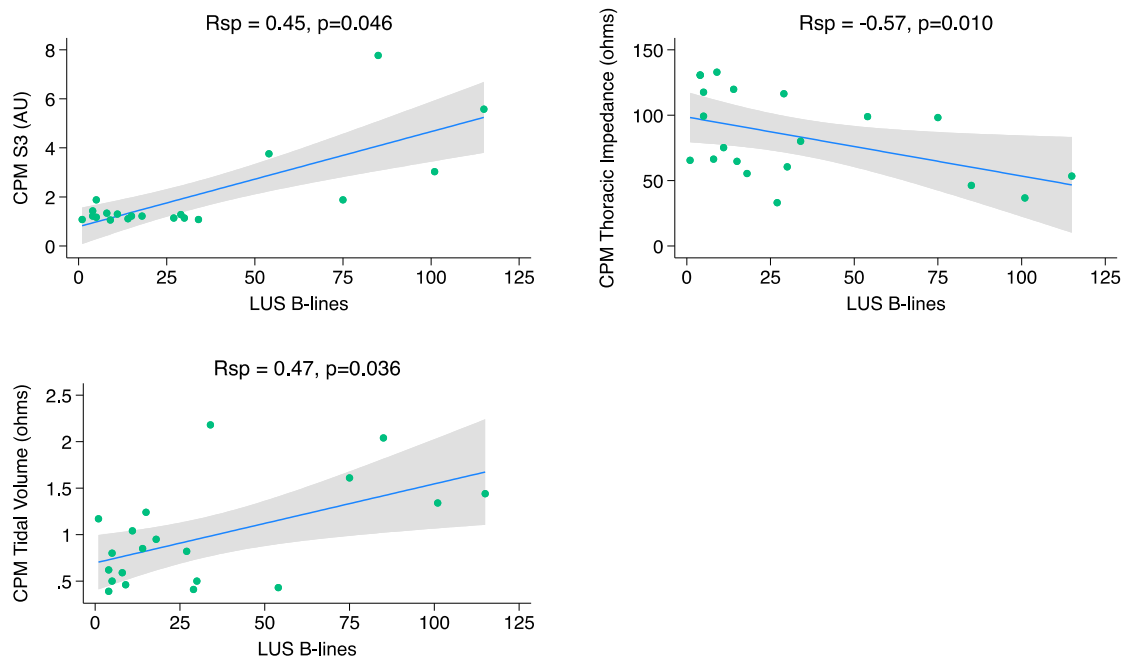 Rsp = 0.45, p=0.046
CPM S3 (AU)
8
6
4
2
0
0 25 50 75 100 125
LUS B-lines
Rsp = -0.57, p=0.010
CPM Thoracic Impedance (ohms)
150
100
50
0
0 25 50 75 100 125
LUS B-lines
Rsp = 0.47, p=0.036
CPM Tidal Volume (ohms)
2.5
2
1.5
1
.5
0 25 50 75 100 125
LUS B-lines